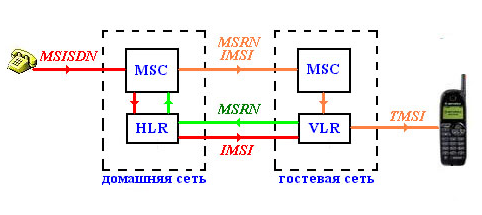 MSISDN
MSC
MSRN
IMSI
MSC
HLR
MSRN
IMSI
VLR
TMSI
домашняя сеть
гостевая сеть